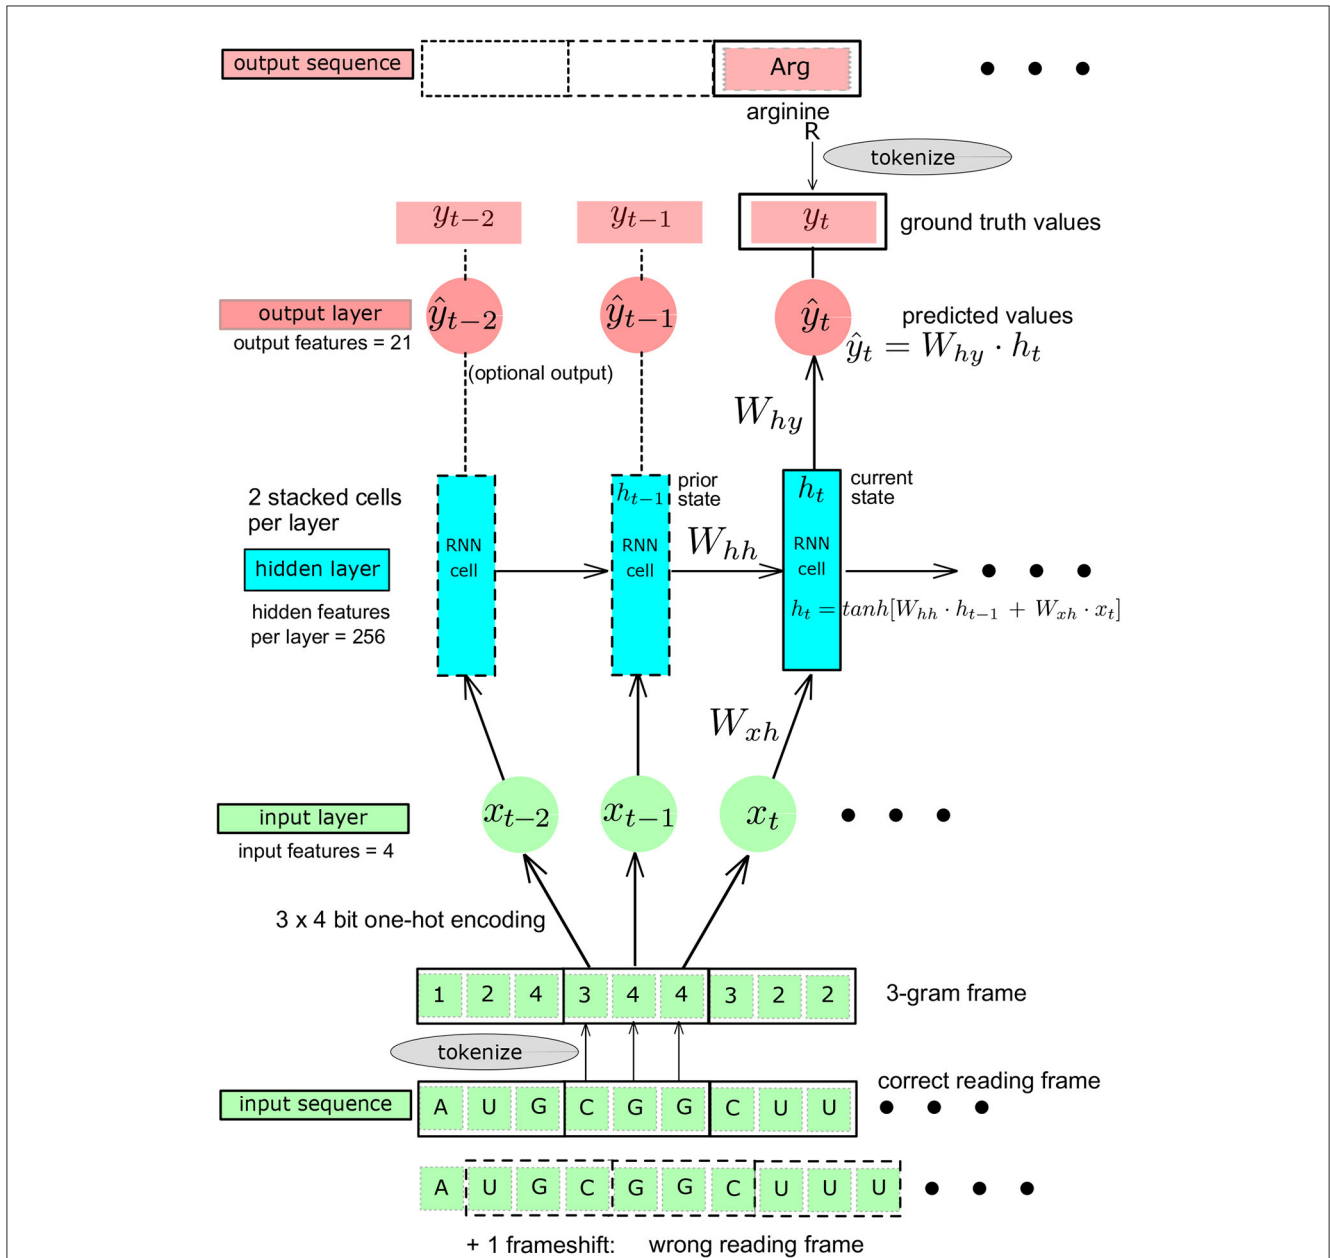 output sequence
Arg
arginine
R
tokenize
y_{t-2}
y_{t-1}
y_t
ground truth values
output layer
output features = 21
ŷ_{t-2}
ŷ_{t-1}
ŷ_t
predicted values
ŷ_t = W_{hy} · h_t
(optional output)
W_{hy}
2 stacked cells
per layer
hidden layer
hidden features
per layer = 256
RNN
cell
h_{t-1}
prior
state
RNN
cell
W_{hh}
h_t
current
state
RNN
cell
h_t = tanh[W_{hh} · h_{t-1} + W_{xh} · x_t]
W_{xh}
input layer
input features = 4
x_{t-2}
x_{t-1}
x_t
3 x 4 bit one-hot encoding
1 2 4 3 4 4 3 2 2
3-gram frame
tokenize
correct reading frame
input sequence
A U G C G G C U U
A U G C G G C U U U
+ 1 frameshift: wrong reading frame